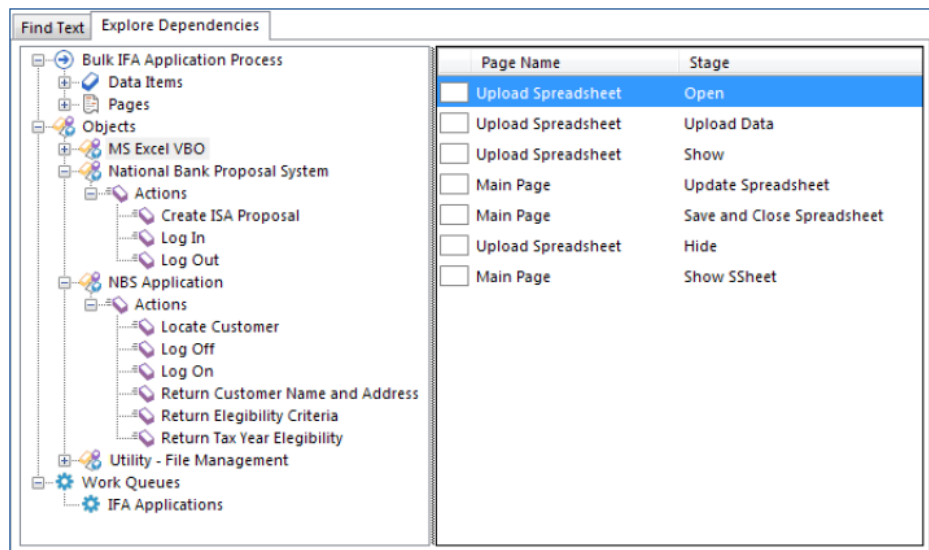 Find Text Explore Dependencies
Bulk IFA Application Process
Data Items
Pages
Objects
MS Excel VBO
National Bank Proposal System
Actions
Create ISA Proposal
Log In
Log Out
NBS Application
Actions
Locate Customer
Log Off
Log On
Return Customer Name and Address
Return Elegibility Criteria
Return Tax Year Elegibility
Utility - File Management
Work Queues
IFA Applications
Page Name Stage
Upload Spreadsheet Open
Upload Spreadsheet Upload Data
Upload Spreadsheet Show
Main Page Update Spreadsheet
Main Page Save and Close Spreadsheet
Upload Spreadsheet Hide
Main Page Show SSheet